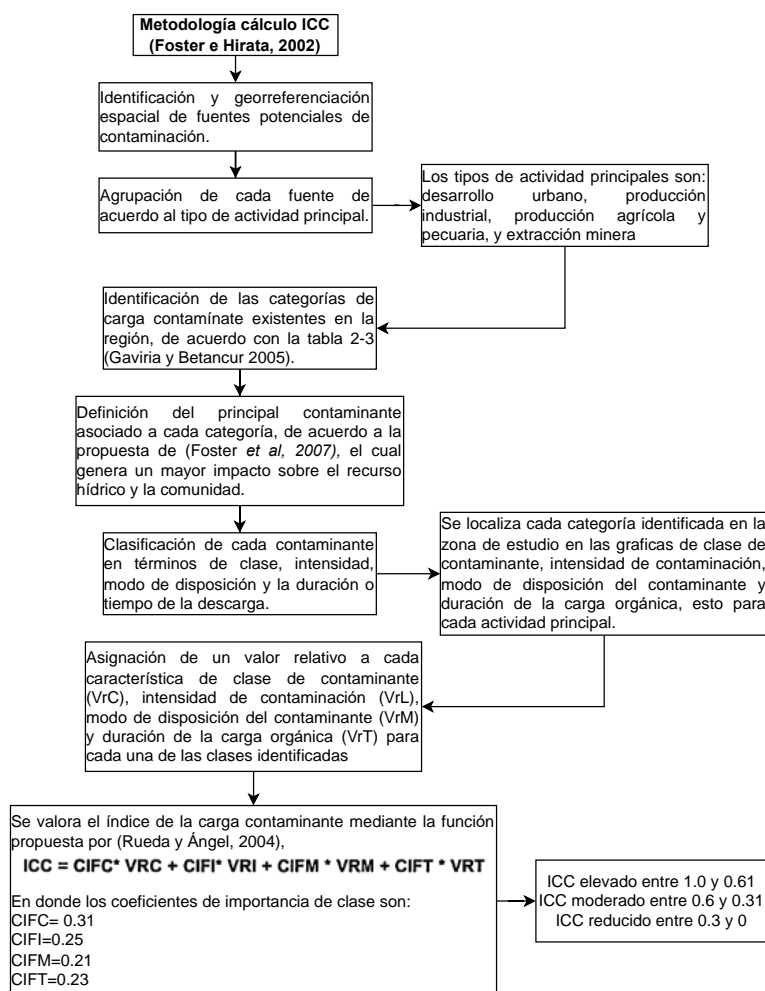 Metodología cálculo ICC
(Foster e Hirata, 2002)
Identificación y georreferenciación
espacial de fuentes potenciales de
contaminación.
Agrupación de cada fuente de
acuerdo al tipo de actividad principal.
Los tipos de actividad principales son:
desarrollo urbano, producción
industrial, producción agrícola y
pecuaria, y extracción minera
Identificación de las categorías de
carga contamínate existentes en la
región, de acuerdo con la tabla 2-3
(Gaviria y Betancur 2005).
Definición del principal contaminante
asociado a cada categoría, de acuerdo a la
propuesta de (Foster et al, 2007), el cual
genera un mayor impacto sobre el recurso
hídrico y la comunidad.
Clasificación de cada contaminante
en términos de clase, intensidad,
modo de disposición y la duración o
tiempo de la descarga.
Se localiza cada categoría identificada en la
zona de estudio en las graficas de clase de
contaminante, intensidad de contaminación,
modo de disposición del contaminante y
duración de la carga orgánica, esto para
cada actividad principal.
Asignación de un valor relativo a cada
característica de clase de contaminante
(VrC), intensidad de contaminación (VrL),
modo de disposición del contaminante (VrM)
y duración de la carga orgánica (VrT) para
cada una de las clases identificadas
Se valora el índice de la carga contaminante mediante la función
propuesta por (Rueda y Ángel, 2004),
ICC = CIFC* VRC + CIFI* VRI + CIFM * VRM + CIFT * VRT
En donde los coeficientes de importancia de clase son:
CIFC= 0.31
CIFI=0.25
CIFM=0.21
CIFT=0.23
ICC elevado entre 1.0 y 0.61
ICC moderado entre 0.6 y 0.31
ICC reducido entre 0.3 y 0